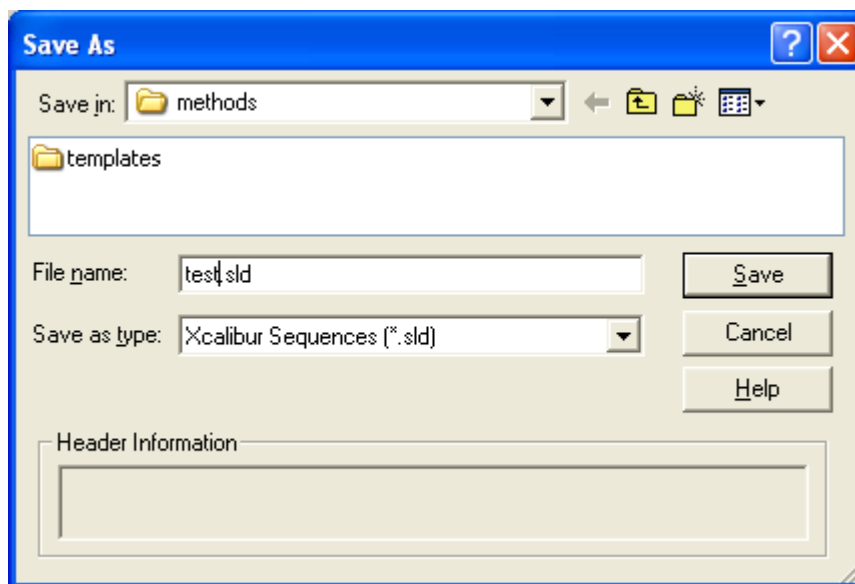 Save As
Save in: methods
templates
File name: test.sld
Save
Save as type: Xcalibur Sequences (*.sld)
Cancel
Help
Header Information